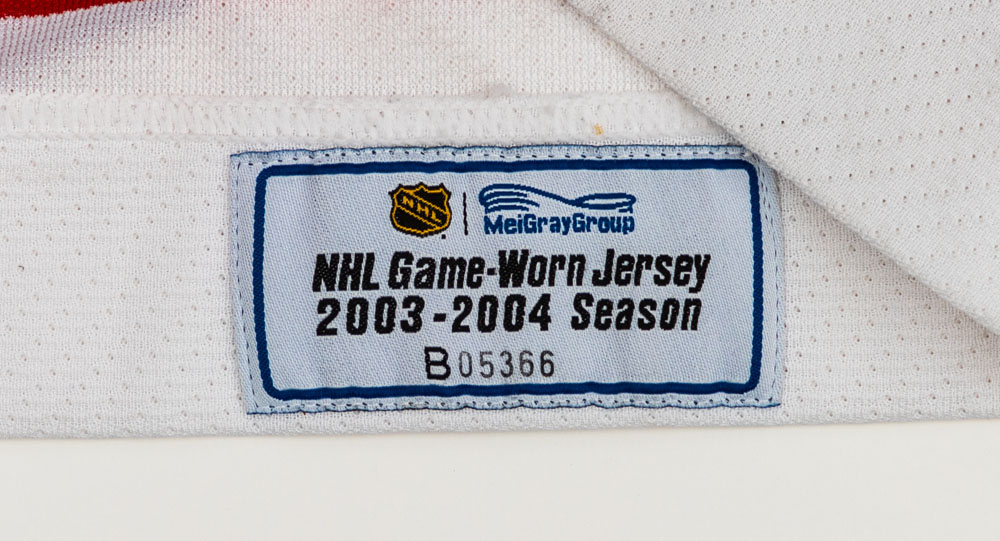 NHL
MeiGrayGroup
NHL Game-Worn Jersey
2003-2004 Season
B05366